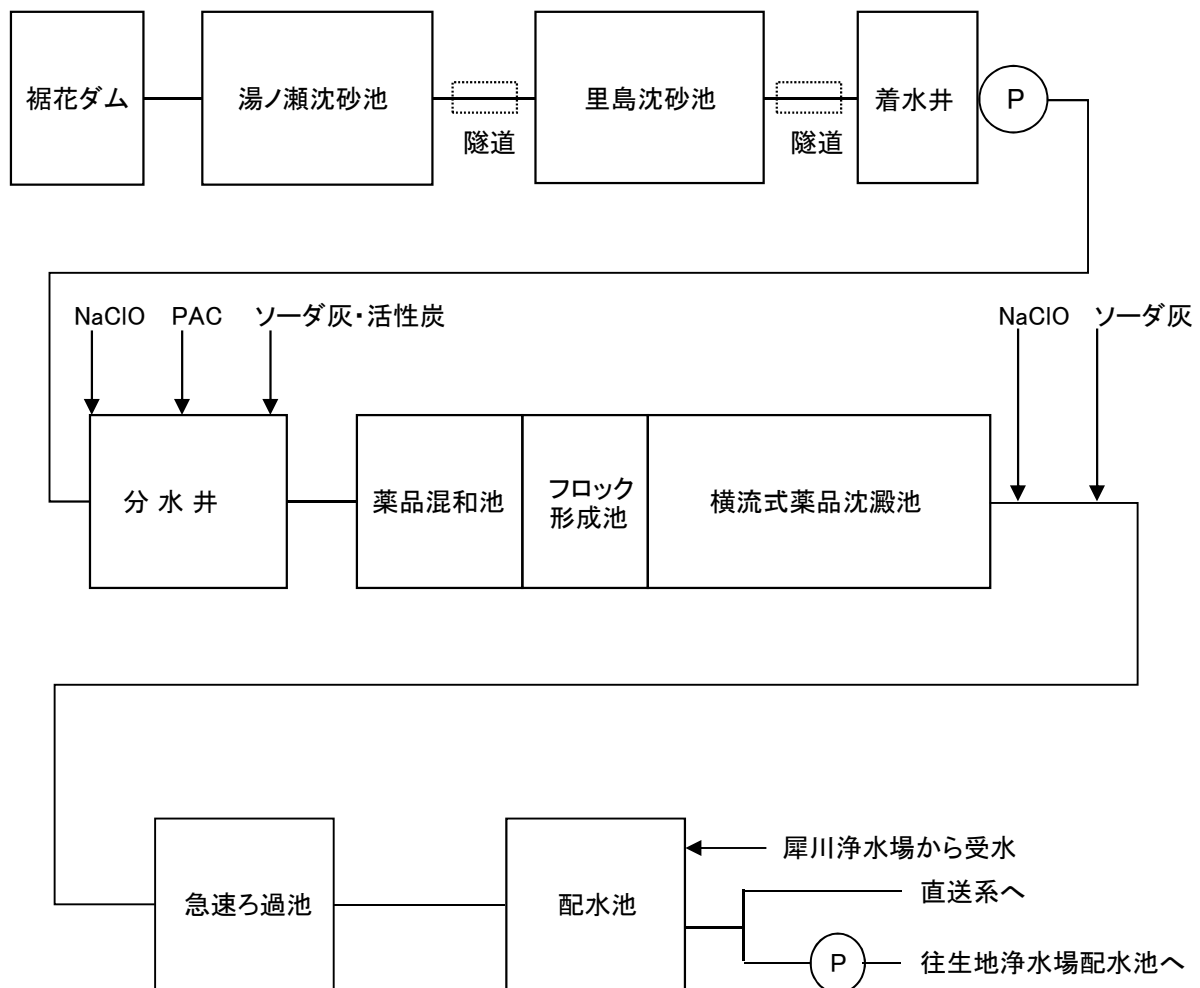 裾花ダム
湯ノ瀬沈砂池
隧道
里島沈砂池
隧道
着水井
P
NaClO
PAC
ソーダ灰・活性炭
NaClO
ソーダ灰
分 水 井
薬品混和池
フロック
形成池
横流式薬品沈澱池
急速ろ過池
配水池
犀川浄水場から受水
直送系へ
P
往生地浄水場配水池へ